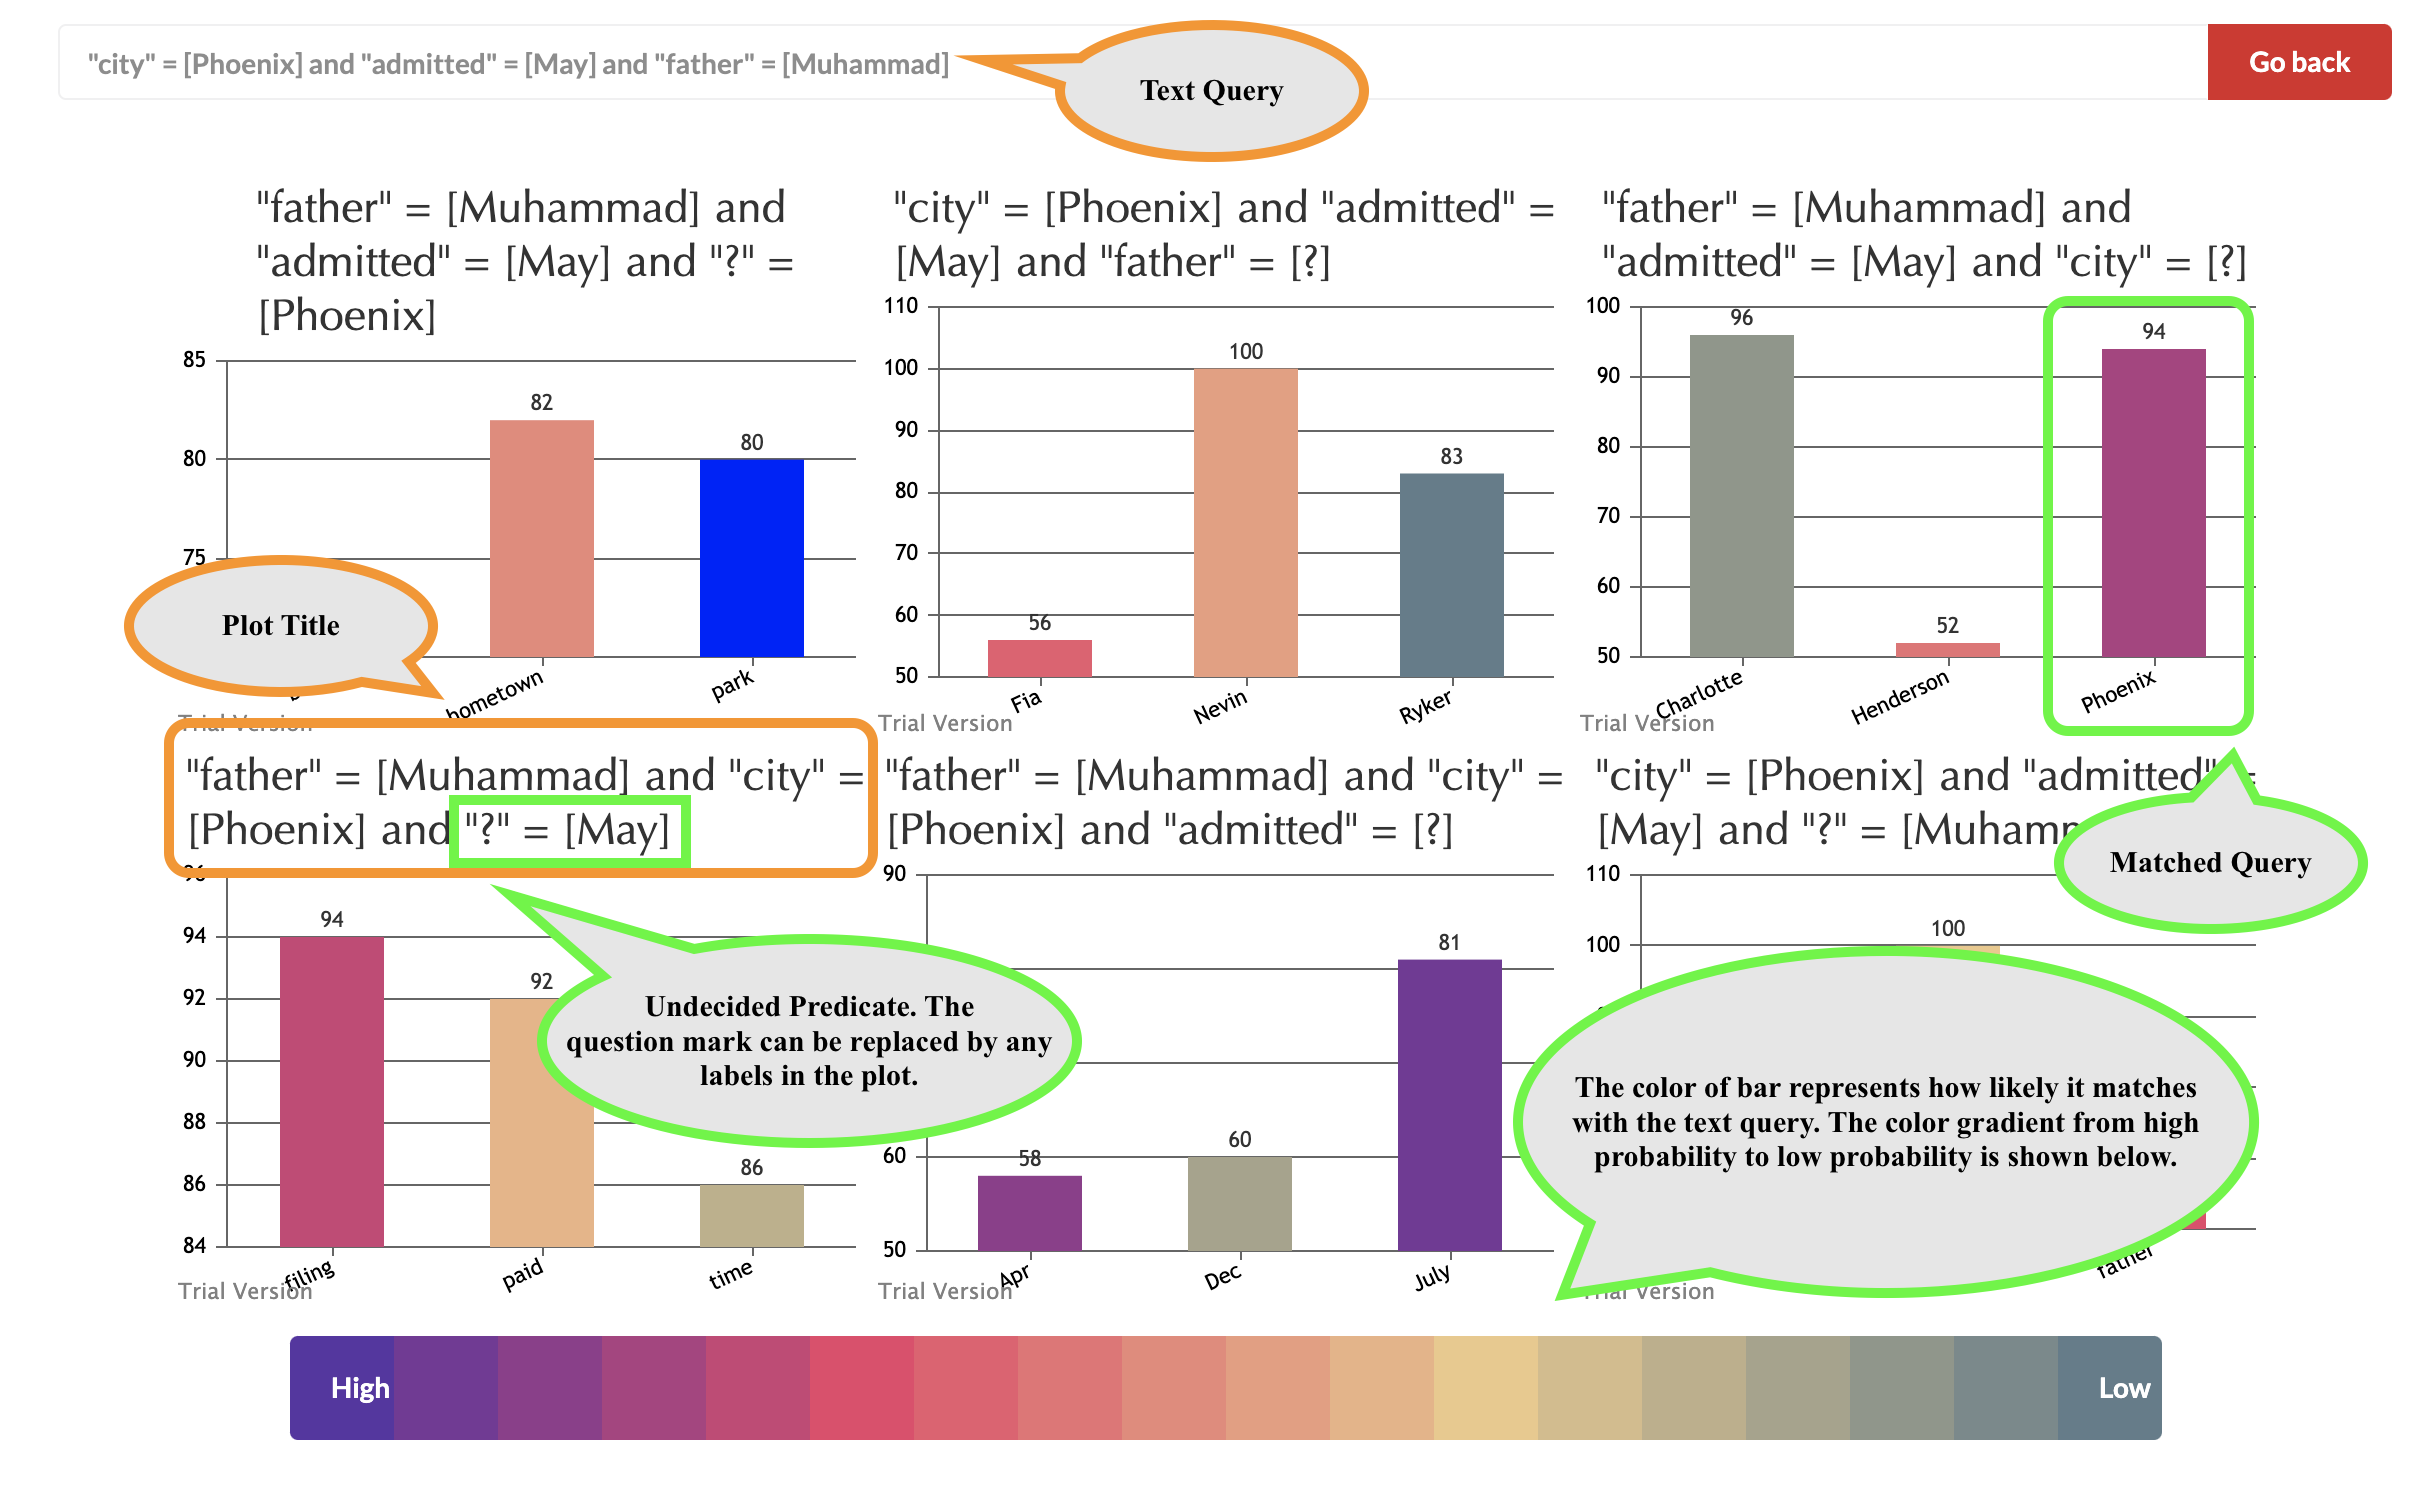 "city" = [Phoenix] and "admitted" = [May] and "father" = [Muhammad]
Text Query
Go back
"father" = [Muhammad] and
"admitted" = [May] and "?" =
[Phoenix]
85
80
75
82
80
hometown
park
Trial Version
Plot Title
"city" = [Phoenix] and "admitted" =
[May] and "father" = [?]
110
100
90
80
70
60
50
56
100
83
Fia
Nevin
Ryker
Trial Version
"father" = [Muhammad] and
"admitted" = [May] and "city" = [?]
100
90
80
70
60
50
96
52
94
Charlotte
Henderson
Phoenix
Trial Version
"father" = [Muhammad] and "city" =
[Phoenix] and "?" = [May]
96
94
92
90
88
86
84
94
92
86
filing
paid
time
Trial Version
Undecided Predicate. The
question mark can be replaced by any
labels in the plot.
"father" = [Muhammad] and "city" =
[Phoenix] and "admitted" = [?]
90
60
50
58
60
81
Apr
Dec
July
Trial Version
"city" = [Phoenix] and "admitted" =
[May] and "?" =
110
100
100
father
Trial Version
Matched Query
The color of bar represents how likely it matches
with the text query. The color gradient from high
probability to low probability is shown below.
High
Low